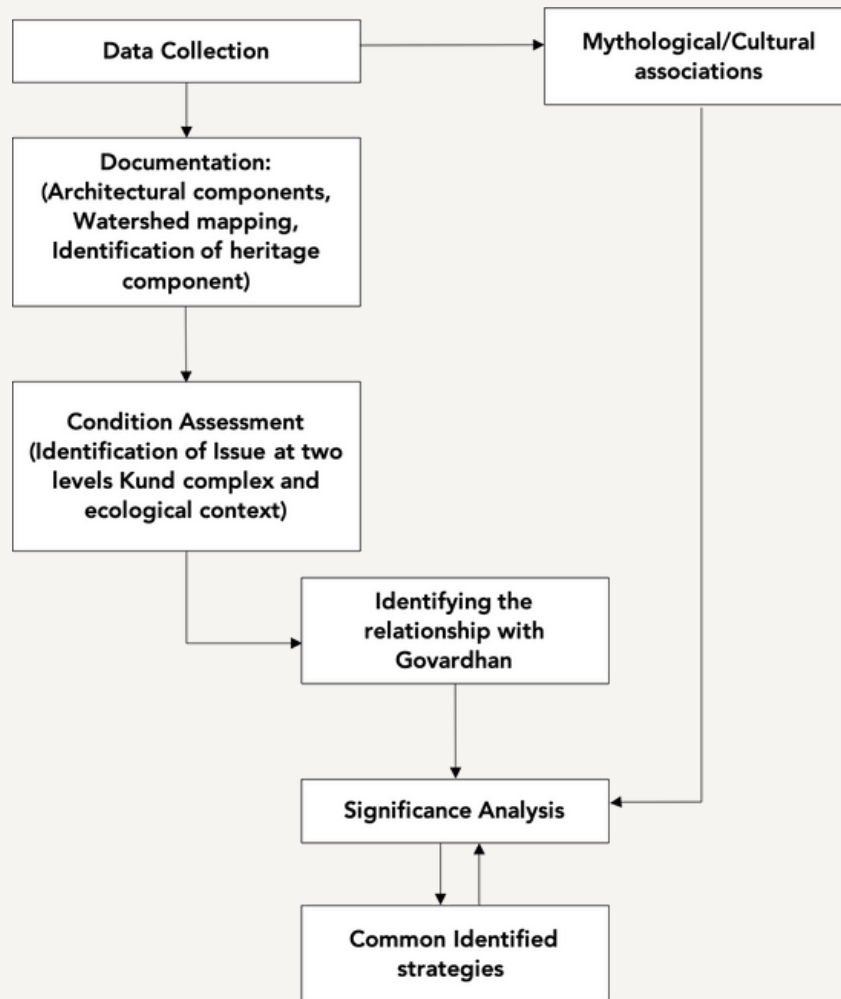 Data Collection
Mythological/Cultural
associations
Documentation:
(Architectural components,
Watershed mapping,
Identification of heritage
component)
Condition Assessment
(Identification of Issue at two
levels Kund complex and
ecological context)
Identifying the
relationship with
Govardhan
Significance Analysis
Common Identified
strategies